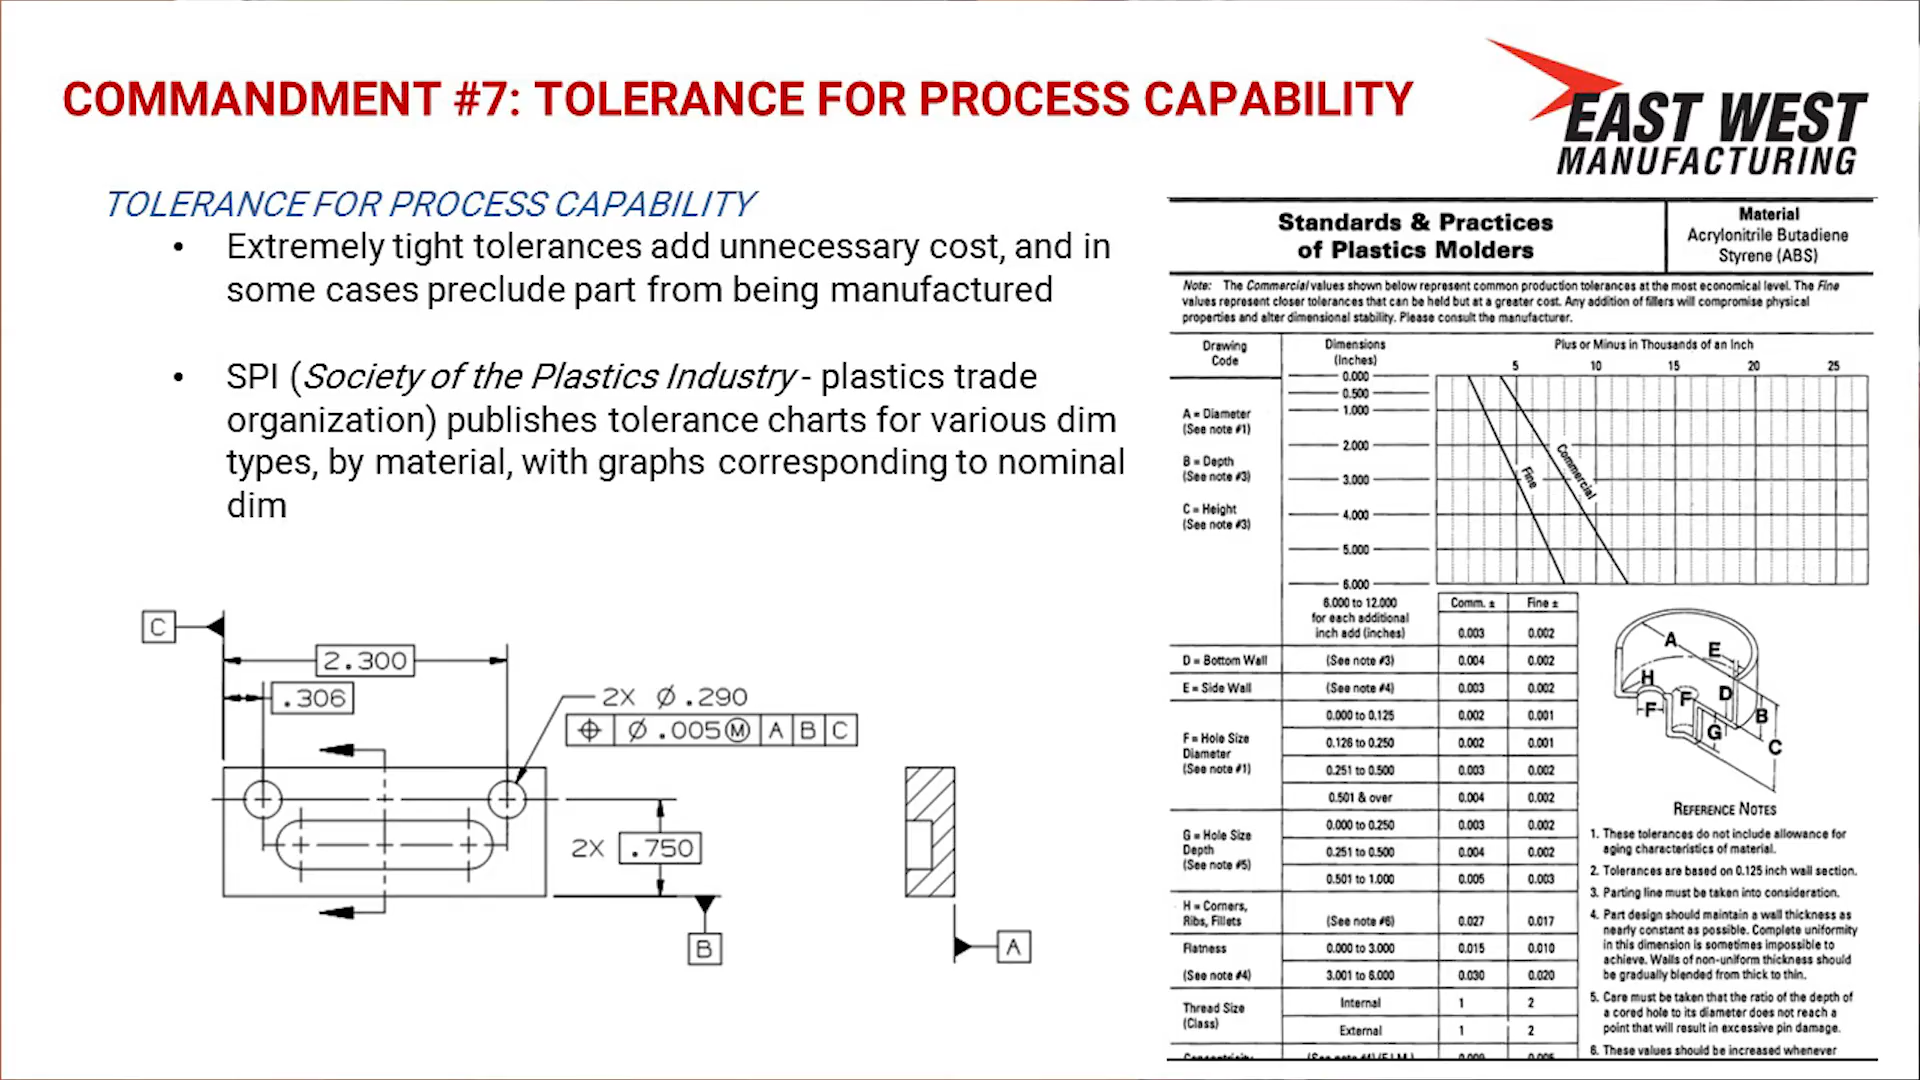 COMMANDMENT #7: TOLERANCE FOR PROCESS CAPABILITY
EAST WEST
MANUFACTURING
TOLERANCE FOR PROCESS CAPABILITY
• Extremely tight tolerances add unnecessary cost, and in
some cases preclude part from being manufactured
• SPI (Society of the Plastics Industry - plastics trade
organization) publishes tolerance charts for various dim
types, by material, with graphs corresponding to nominal
dim
C
2.300
.306
2X Ø .290
⌖ Ø .005Ⓜ A B C
2X .750
B
A
Standards & Practices
of Plastics Molders
Material
Acrylonitrile Butadiene
Styrene (ABS)
Note: The Commercial values shown below represent common production tolerances at the most economical level. The Fine
values represent closer tolerances that can be held but at a greater cost. Any addition of fillers will compromise physical
properties and alter dimensional stability. Please consult the manufacturer.
Drawing
Code
Dimensions
(Inches)
Plus or Minus in Thousands of an Inch
5 10 15 20 25
A = Diameter
(See note #1)
B = Depth
(See note #3)
C = Height
(See note #3)
0.000
0.500
1.000
2.000
3.000
4.000
5.000
6.000
Fine
Commercial
6.000 to 12.000
for each additional
inch add (inches)
Comm. ± Fine ±
0.003 0.002
D = Bottom Wall (See note #3) 0.004 0.002
E = Side Wall (See note #4) 0.003 0.002
F = Hole Size
Diameter
(See note #1)
0.000 to 0.125 0.002 0.001
0.126 to 0.250 0.002 0.001
0.251 to 0.500 0.003 0.002
0.501 & over 0.004 0.002
G = Hole Size
Depth
(See note #5)
0.000 to 0.250 0.003 0.002
0.251 to 0.500 0.004 0.002
0.501 to 1.000 0.005 0.003
H = Corners,
Ribs, Fillets
(See note #6) 0.027 0.017
Flatness 0.000 to 3.000 0.015 0.010
(See note #4) 3.001 to 6.000 0.030 0.020
Thread Size
(Class)
Internal 1 2
External 1 2
A
E
H
F
F
D
B
G
C
REFERENCE NOTES
1. These tolerances do not include allowance for
aging characteristics of material.
2. Tolerances are based on 0.125 inch wall section.
3. Parting line must be taken into consideration.
4. Part design should maintain a wall thickness as
nearly constant as possible. Complete uniformity
in this dimension is sometimes impossible to
achieve. Walls of non-uniform thickness should
be gradually blended from thick to thin.
5. Care must be taken that the ratio of the depth of
a cored hole to its diameter does not reach a
point that will result in excessive pin damage.
6. These values should be increased whenever